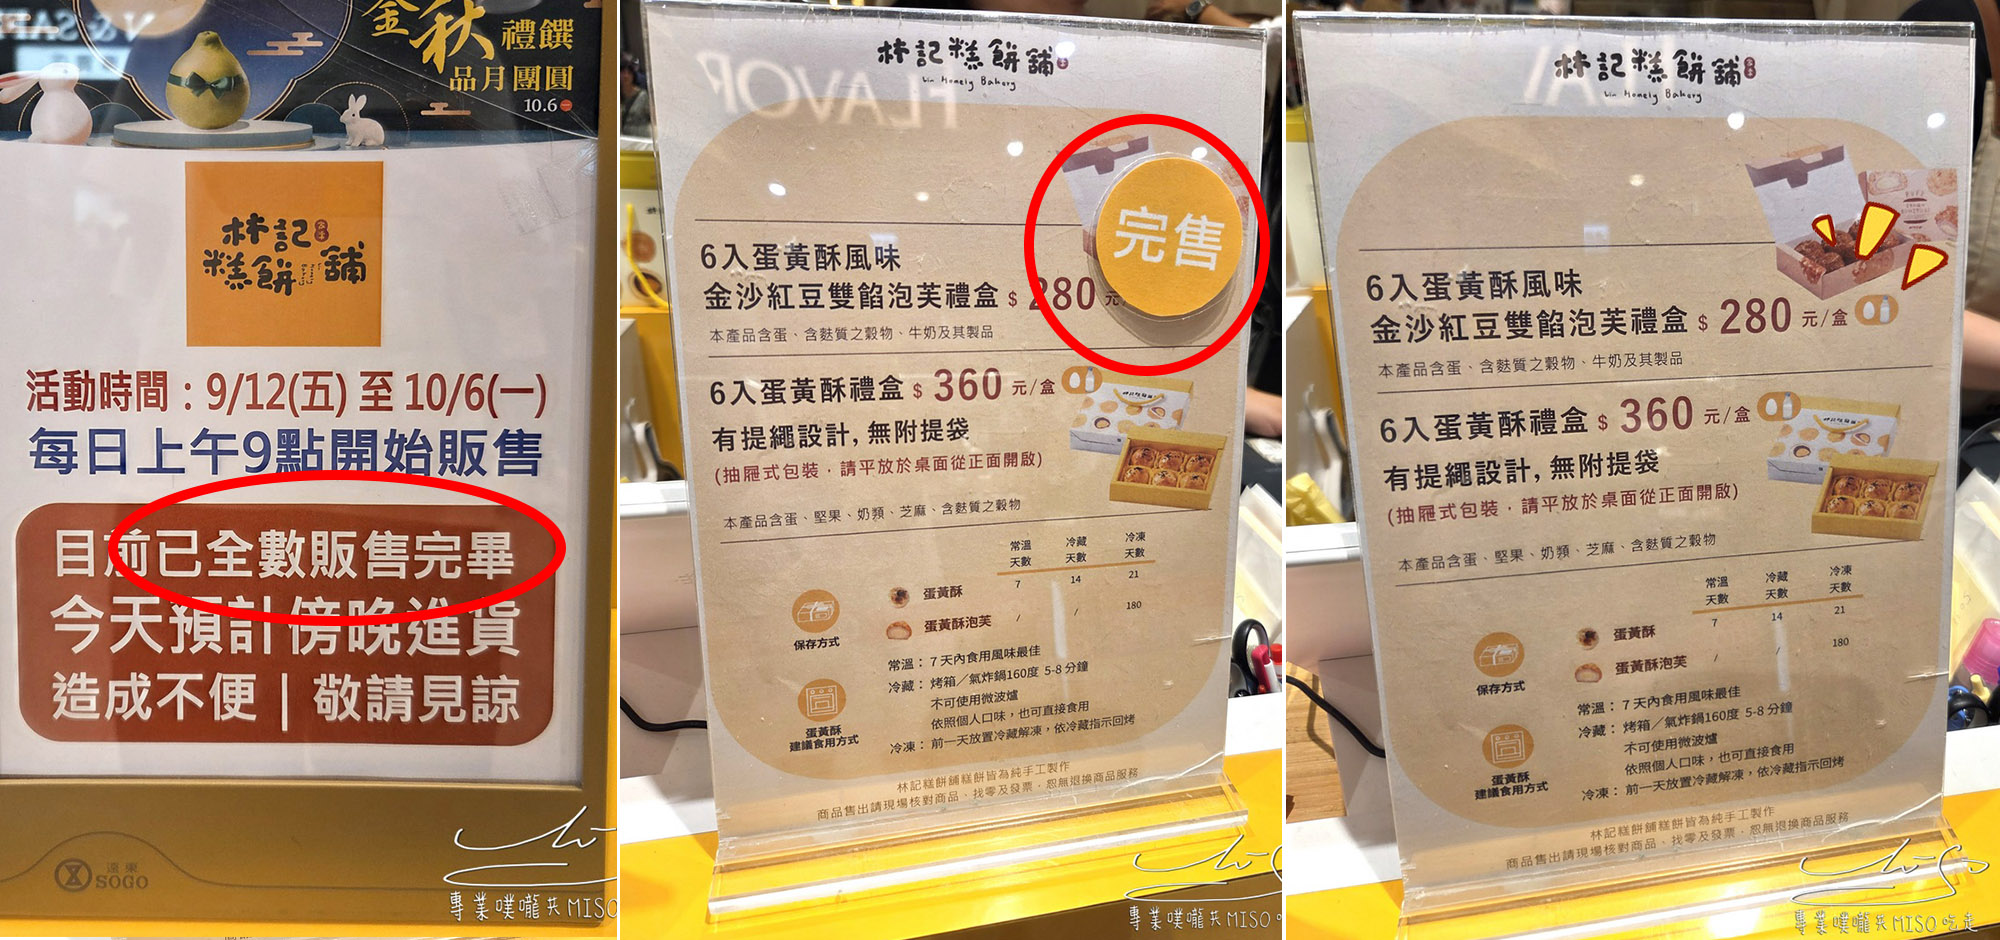 金秋禮饌
品月團圓
10.6 一
林記
糕餅舖
活動時間：9/12(五) 至 10/6(一)
每日上午9點開始販售
目前已全數販售完畢
今天預計傍晚進貨
造成不便｜敬請見諒
遠東
SOGO
專業噗嚨共MISO
林記糕餅舖
Lin Homely Bakery
FLAVOR
完售
6入蛋黃酥風味
金沙紅豆雙餡泡芙禮盒 $ 280 元/
本產品含蛋、含麩質之穀物、牛奶及其製品
6入蛋黃酥禮盒 $ 360 元/盒
有提繩設計, 無附提袋
(抽屜式包裝，請平放於桌面從正面開啟)
本產品含蛋、堅果、奶類、芝麻、含麩質之穀物
常溫天數 冷藏天數 冷凍天數
蛋黃酥 7 14 21
蛋黃酥泡芙 / / 180
保存方式
常溫：7天內食用風味最佳
冷藏：烤箱／氣炸鍋160度 5-8分鐘
不可使用微波爐
依照個人口味，也可直接食用
冷凍：前一天放置冷藏解凍，依冷藏指示回烤
蛋黃酥
建議食用方式
林記糕餅舖糕餅皆為純手工製作
商品售出請現場核對商品、找零及發票，恕無退換商品服務
專業噗嚨共MISO吃
林記糕餅舖
Lin Homely Bakery
6入蛋黃酥風味
金沙紅豆雙餡泡芙禮盒 $ 280 元/盒
本產品含蛋、含麩質之穀物、牛奶及其製品
6入蛋黃酥禮盒 $ 360 元/盒
有提繩設計, 無附提袋
(抽屜式包裝，請平放於桌面從正面開啟)
本產品含蛋、堅果、奶類、芝麻、含麩質之穀物
常溫天數 冷藏天數 冷凍天數
蛋黃酥 7 14 21
蛋黃酥泡芙 / / 180
保存方式
常溫：7天內食用風味最佳
冷藏：烤箱／氣炸鍋160度 5-8分鐘
不可使用微波爐
依照個人口味，也可直接食用
冷凍：前一天放置冷藏解凍，依冷藏指示回烤
蛋黃酥
建議食用方式
林記糕餅舖糕餅皆為純手工製作
商品售出請現場核對商品、找零及發票，恕無退換商品服務
專業噗嚨共MISO吃走